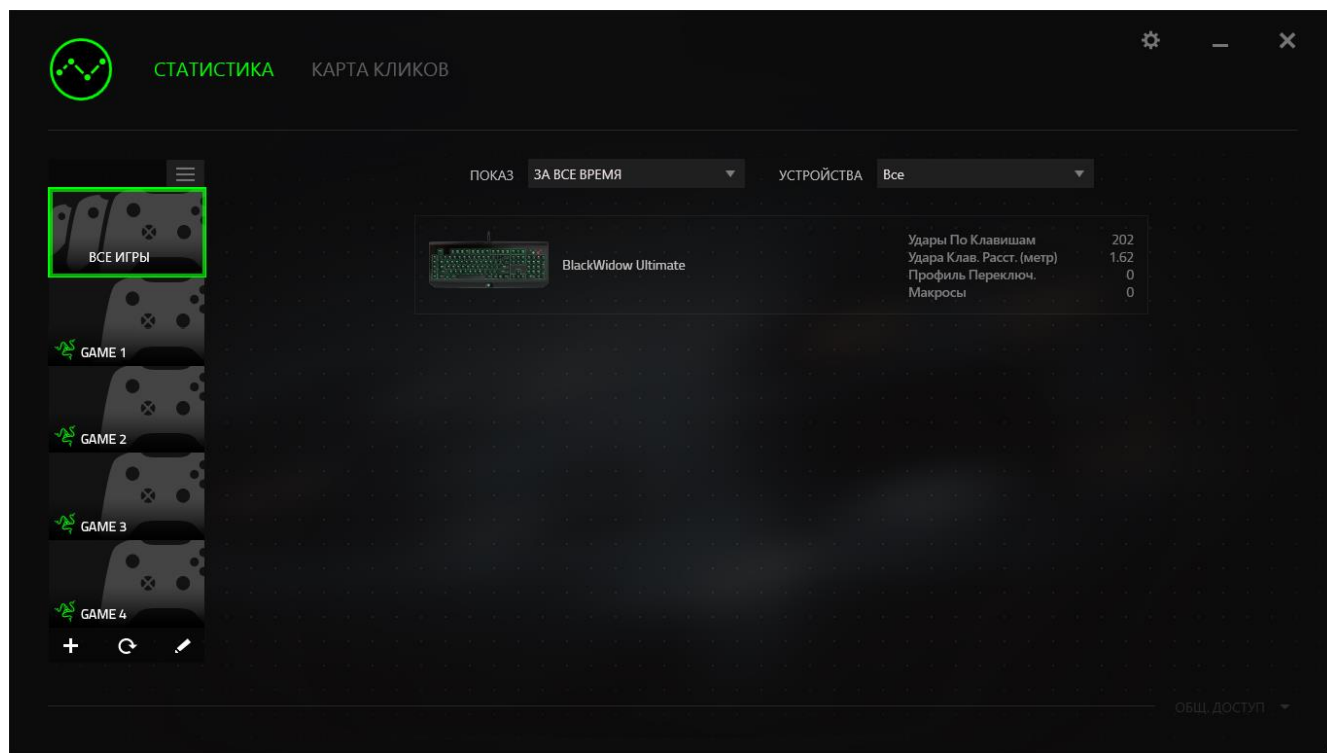 СТАТИСТИКА КАРТА КЛИКОВ
ПОКАЗ ЗА ВСЕ ВРЕМЯ УСТРОЙСТВА Все
ВСЕ ИГРЫ
GAME 1
GAME 2
GAME 3
GAME 4
BlackWidow Ultimate
Удары По Клавишам 202
Удара Клав. Расст. (метр) 1.62
Профиль Переключ. 0
Макросы 0
ОБЩ. ДОСТУП